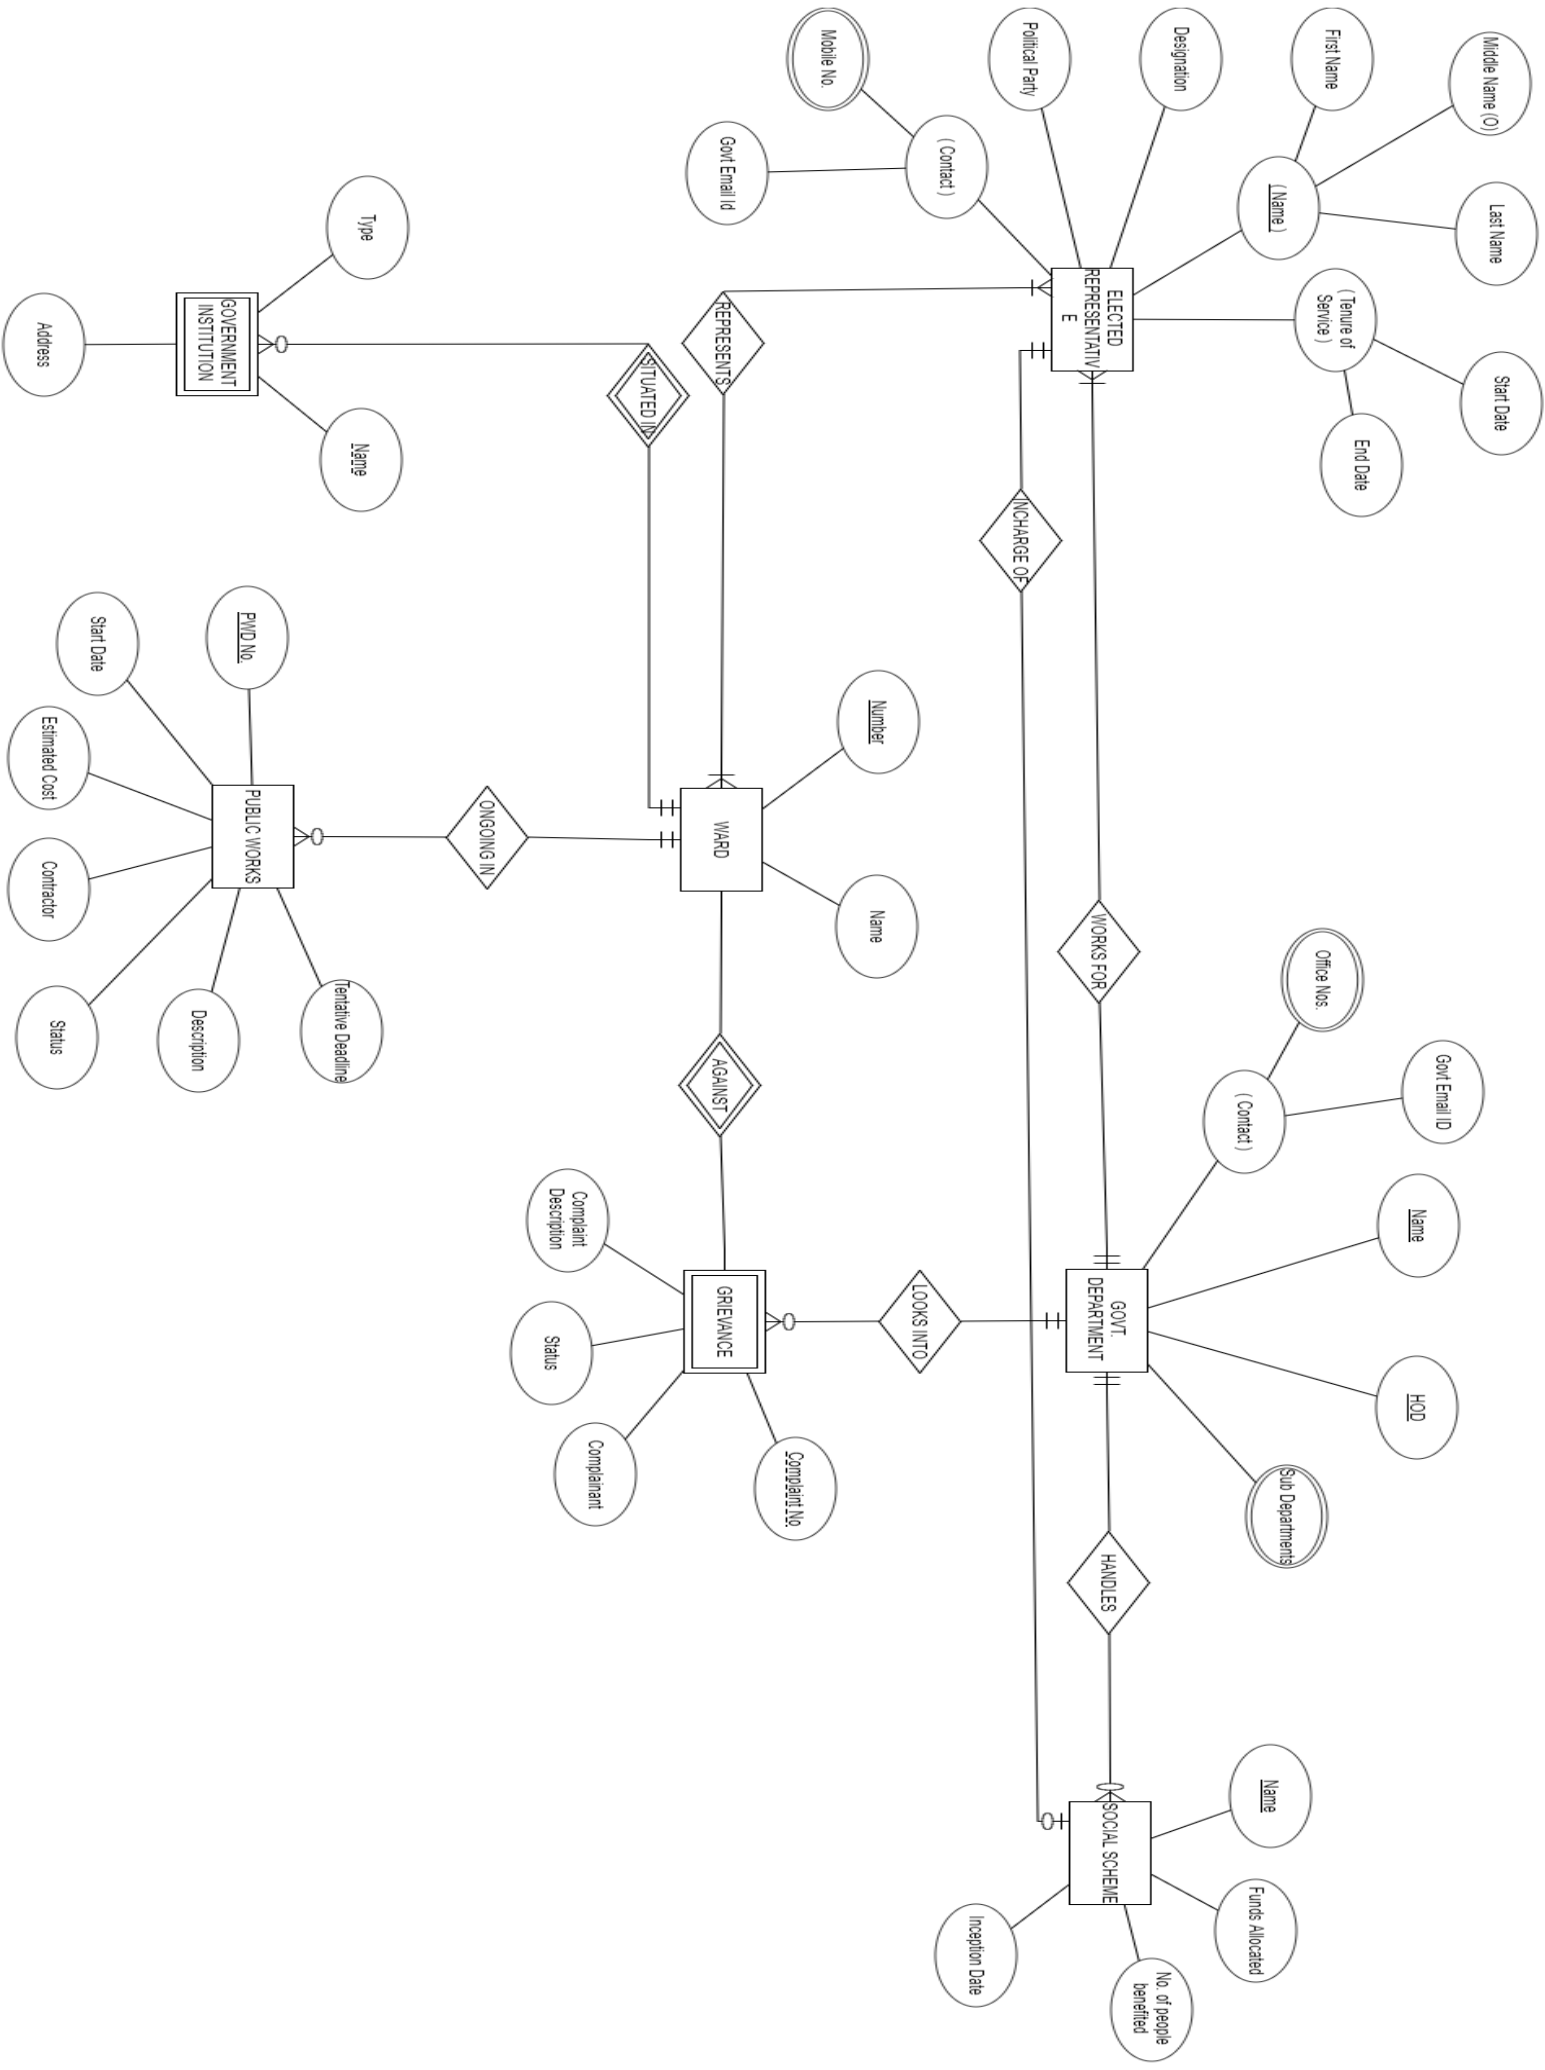 Middle Name (O)
Last Name
Start Date
First Name
( Name )
( Tenure of
Service )
End Date
Designation
Political Party
Mobile No.
( Contact )
Govt Email Id
ELECTED
REPRESENTATIV
E
REPRESENTS
INCHARGE OF
WORKS FOR
Office Nos.
Govt Email ID
( Contact )
Name
HOD
Sub Departments
GOVT.
DEPARTMENT
HANDLES
Name
Funds Allocated
No. of people
benefited
Inception Date
SOCIAL SCHEME
Number
Name
WARD
AGAINST
LOOKS INTO
GRIEVANCE
Complaint
Description
Status
Complainant
Complaint No.
SITUATED IN
Type
GOVERNMENT
INSTITUTION
Address
Name
ONGOING IN
PWD No.
Start Date
Estimated Cost
Contractor
Status
Description
Tentative Deadline
PUBLIC WORKS